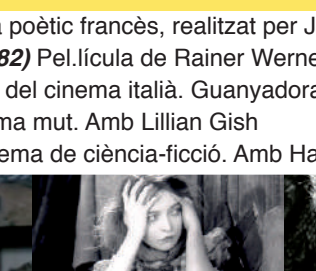 poètic francès, realitzat per J
82) Pel.lícula de Rainer Werne
del cinema italià. Guanyadora
ma mut. Amb Lillian Gish
ema de ciència-ficció. Amb Ha